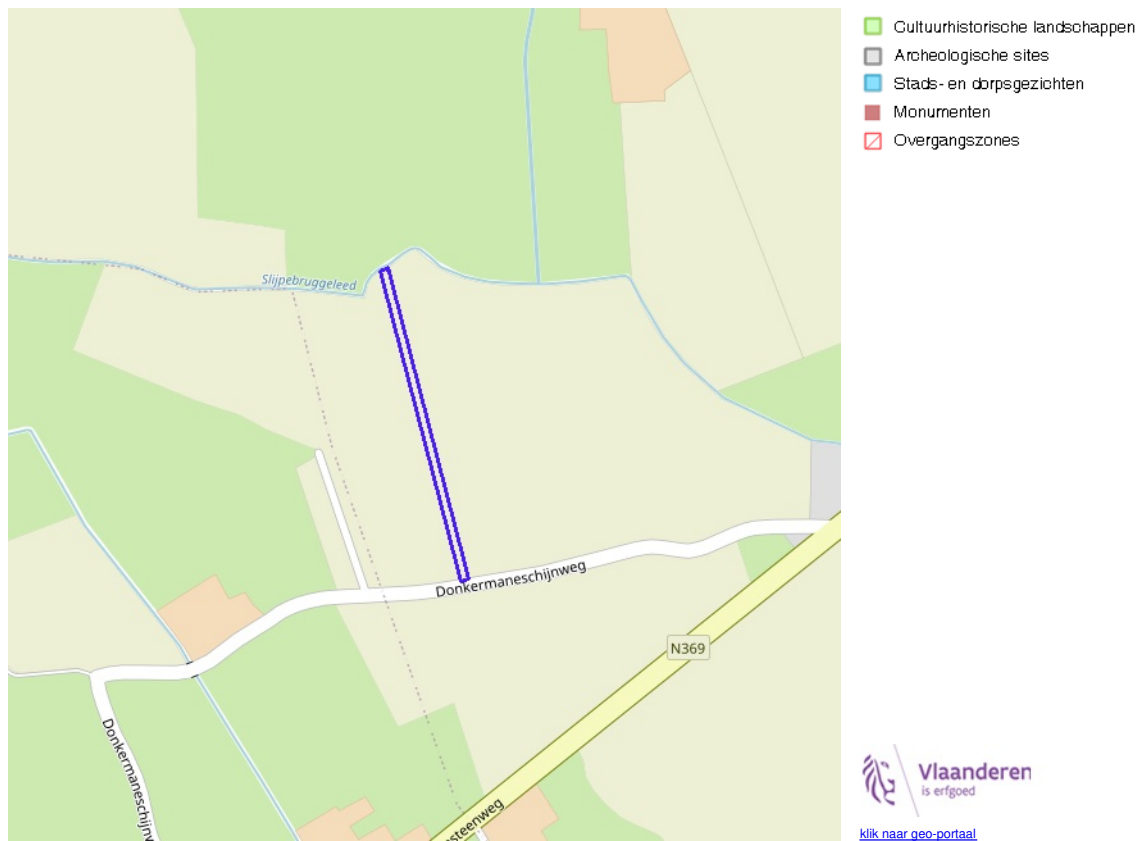 Cultuurhistorische landschappen
Archeologische sites
Stads- en dorpsgezichten
Monumenten
Overgangszones
Slijpebruggeleed
Donkermaneschijnweg
N369
Donkermaneschijnw
esteenweg
Vlaanderen
is erfgoed
klik naar geo-portaal